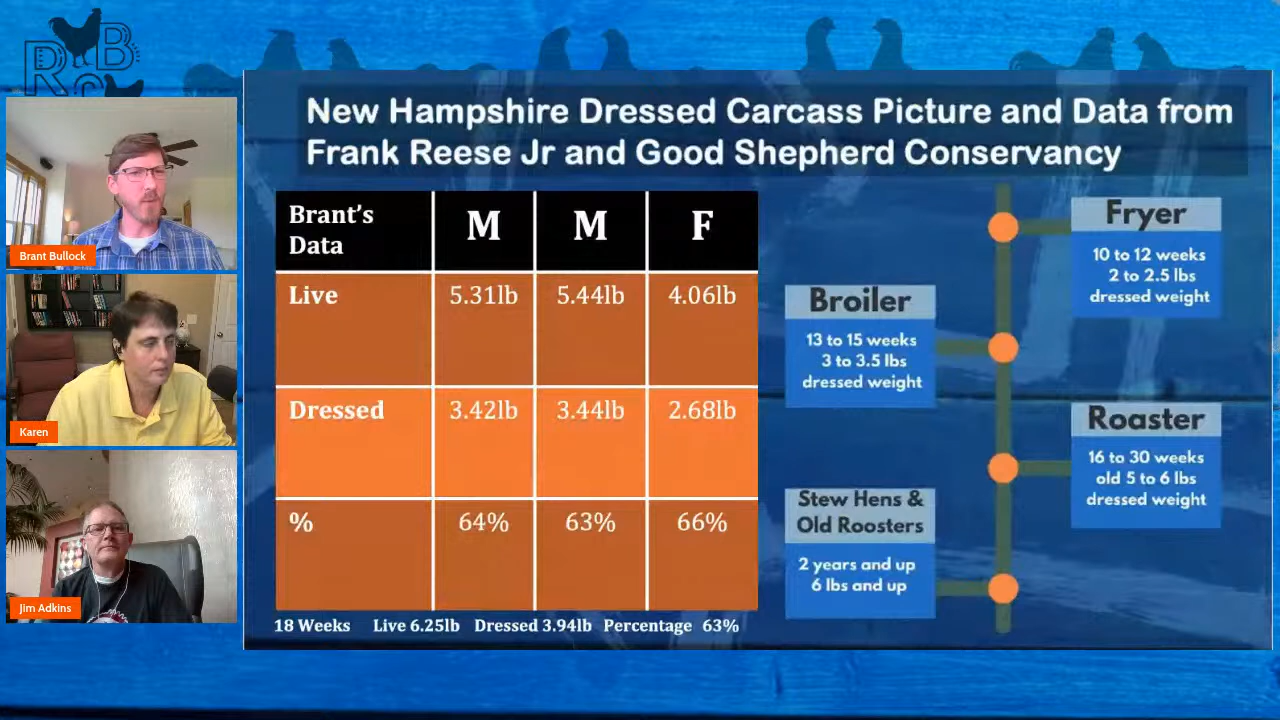 R B
C
New Hampshire Dressed Carcass Picture and Data from
Frank Reese Jr and Good Shepherd Conservancy
Brant's
Data
M M F
Live 5.31lb 5.44lb 4.06lb
Dressed 3.42lb 3.44lb 2.68lb
% 64% 63% 66%
18 Weeks Live 6.25lb Dressed 3.94lb Percentage 63%
Fryer
10 to 12 weeks
2 to 2.5 lbs
dressed weight
Broiler
13 to 15 weeks
3 to 3.5 lbs
dressed weight
Roaster
16 to 30 weeks
old 5 to 6 lbs
dressed weight
Stew Hens &
Old Roosters
2 years and up
6 lbs and up
Brant Bullock
Karen
Jim Adkins